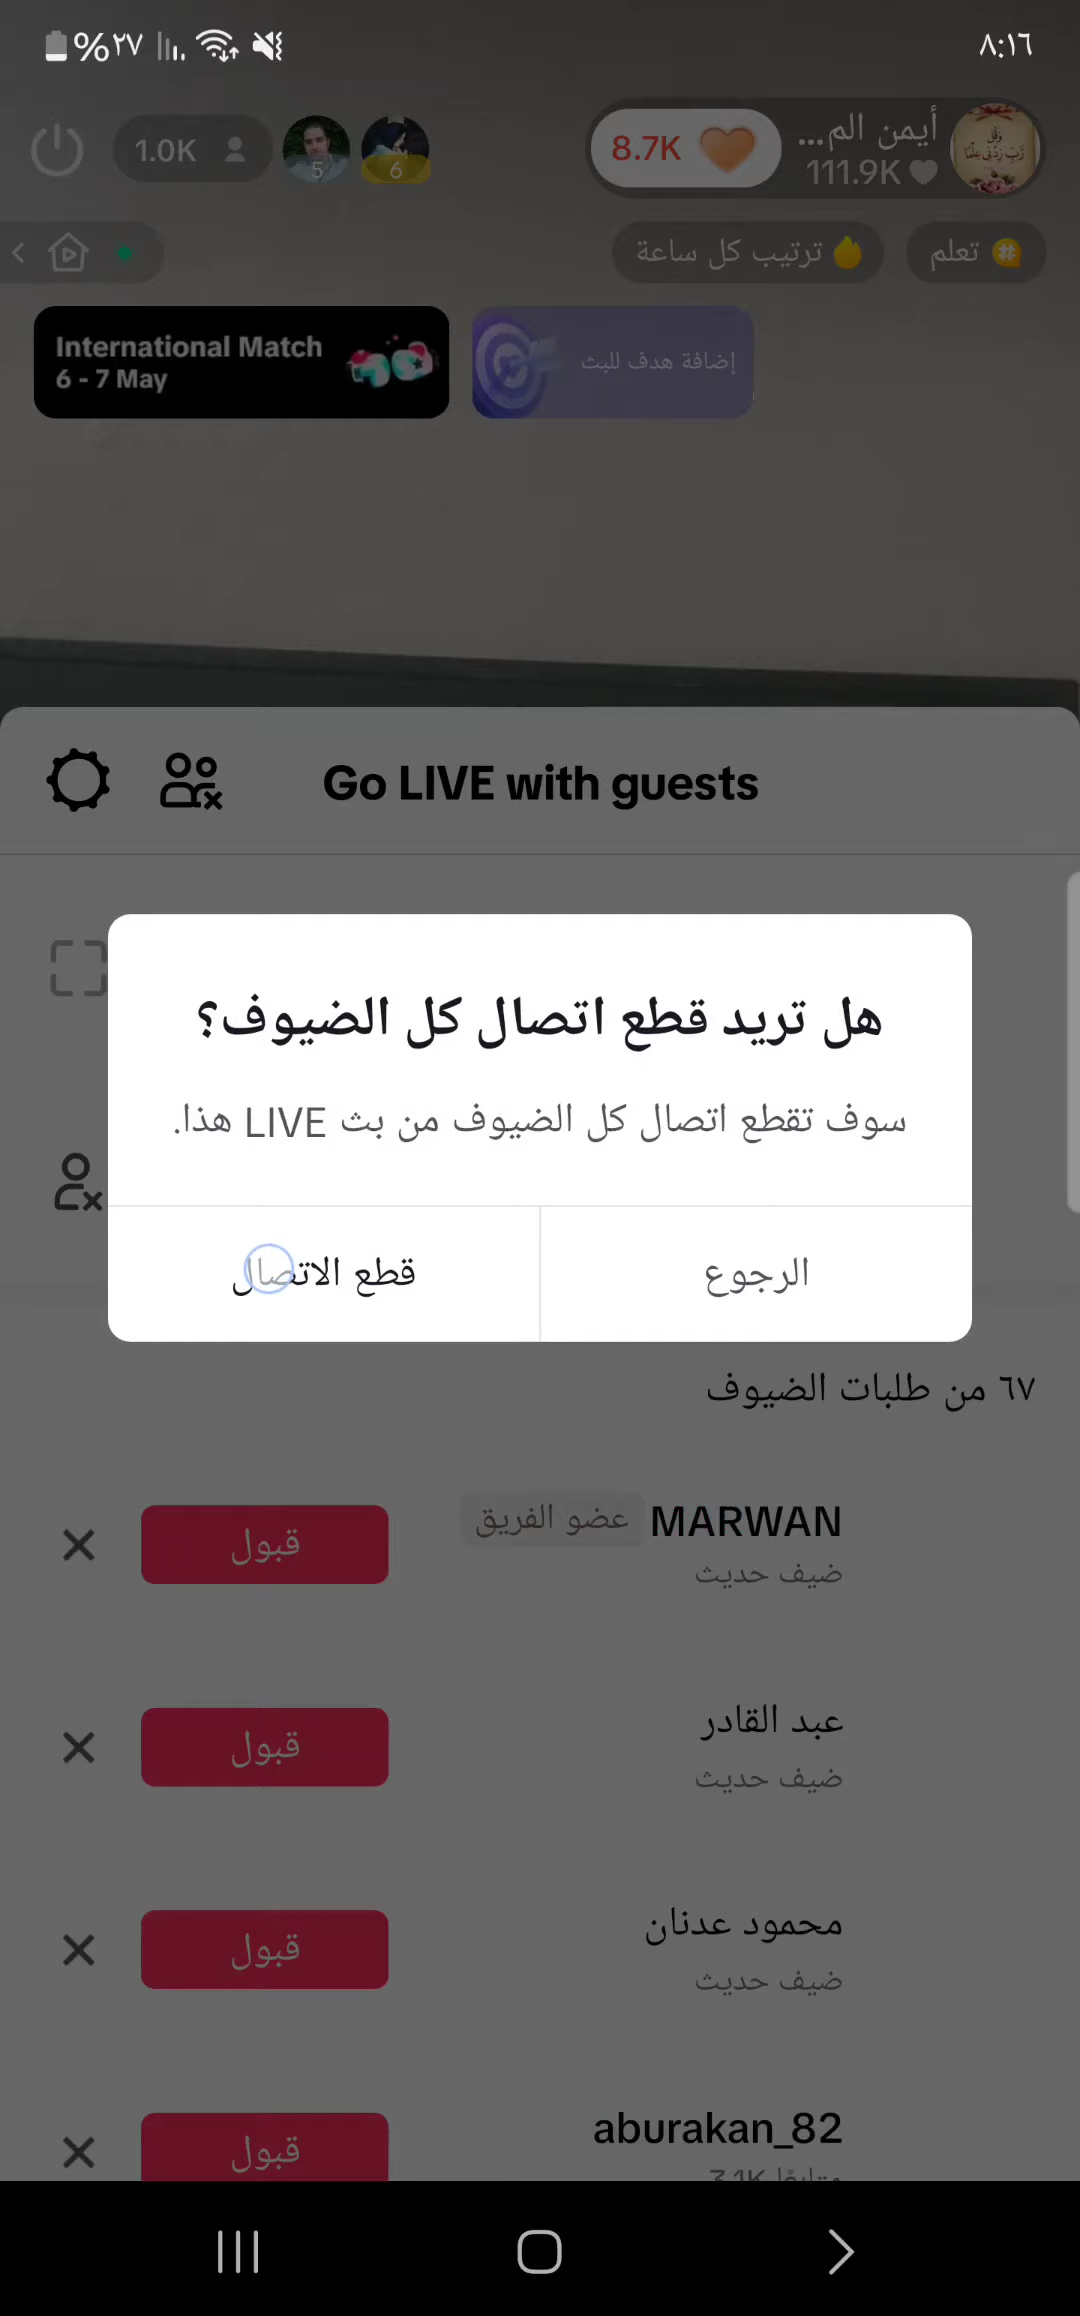 ٨:١٦
%٢٧
أيمن الم...
111.9K
8.7K
6
5
1.0K
تعلم
ترتيب كل ساعة
إضافة هدف للبث
International Match
6 - 7 May
Go LIVE with guests
هل تريد قطع اتصال كل الضيوف؟
سوف تقطع اتصال كل الضيوف من بث LIVE هذا.
الرجوع
قطع الاتصال
٦٧ من طلبات الضيوف
MARWAN عضو الفريق
ضيف حديث
قبول
عبد القادر
ضيف حديث
قبول
محمود عدنان
ضيف حديث
قبول
aburakan_82
قبول